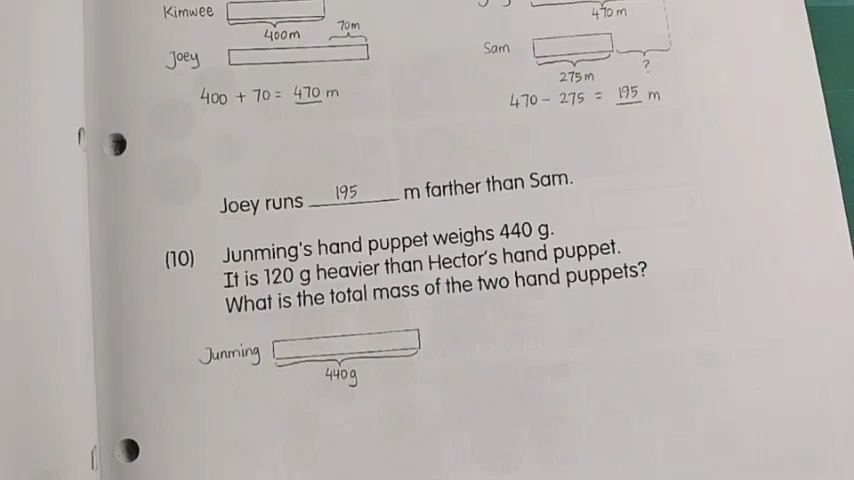 Kimwee
400m
70m
Joey
400 + 70 = 470 m
470 m
Sam
275m
?
470 - 275 = 195 m
Joey runs 195 m farther than Sam.
(10) Junming's hand puppet weighs 440 g.
It is 120 g heavier than Hector's hand puppet.
What is the total mass of the two hand puppets?
Junming
440g